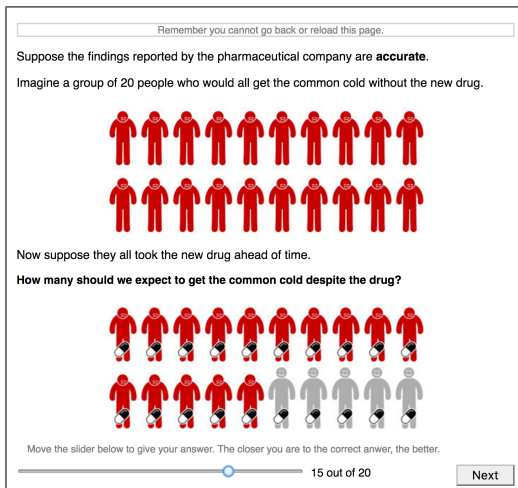 Remember you cannot go back or reload this page.
Suppose the findings reported by the pharmaceutical company are accurate.
Imagine a group of 20 people who would all get the common cold without the new drug.
Now suppose they all took the new drug ahead of time.
How many should we expect to get the common cold despite the drug?
Move the slider below to give your answer. The closer you are to the correct anwer, the better.
15 out of 20
Next